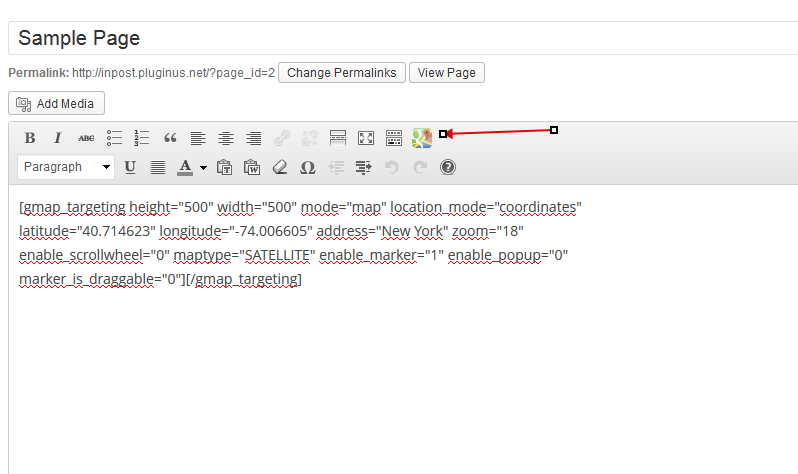 Sample Page
Permalink: http://inpost.pluginus.net/?page_id=2 Change Permalinks View Page
Add Media
B I ABC
Paragraph U A Ω
[gmap_targeting height="500" width="500" mode="map" location_mode="coordinates"
latitude="40.714623" longitude="-74.006605" address="New York" zoom="18"
enable_scrollwheel="0" maptype="SATELLITE" enable_marker="1" enable_popup="0"
marker_is_draggable="0"][/gmap_targeting]